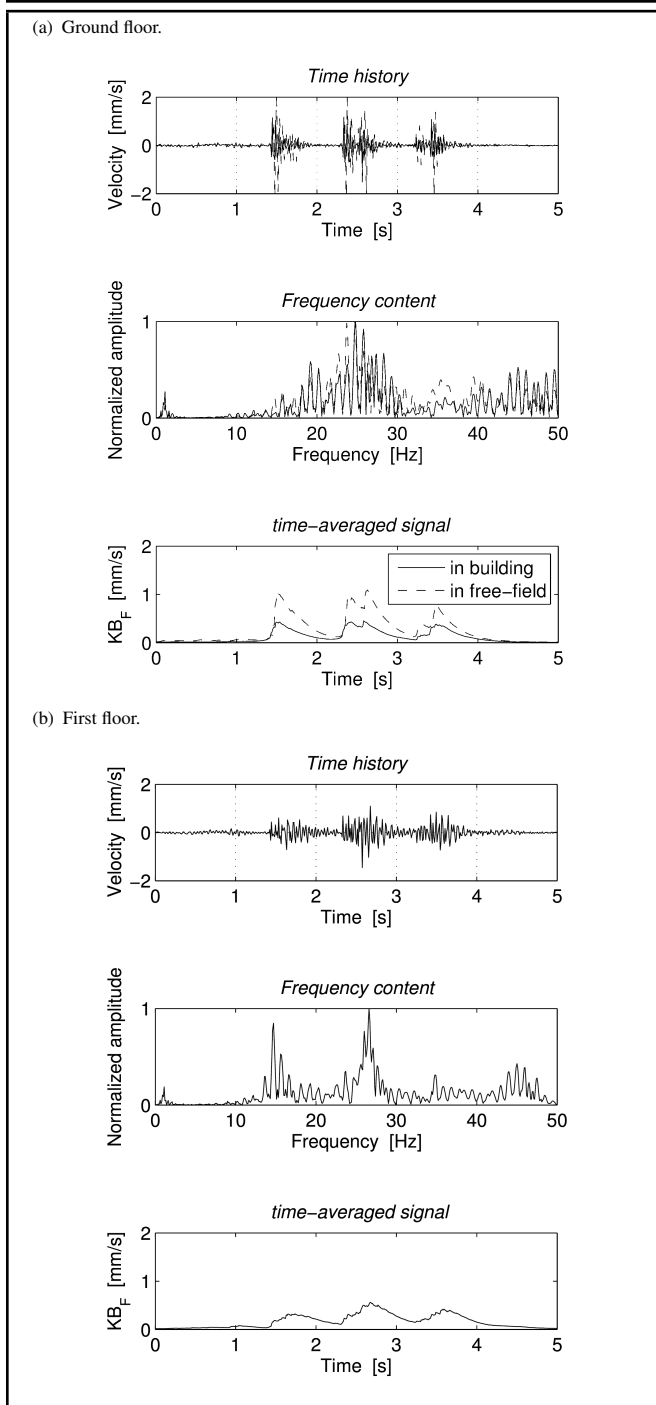 (a) Ground floor.
Time history
2
0
−2
Velocity [mm/s]
0 1 2 3 4 5
Time [s]
Frequency content
1
0
Normalized amplitude
0 10 20 30 40 50
Frequency [Hz]
time−averaged signal
2
1
0
KB_F [mm/s]
in building
in free−field
0 1 2 3 4 5
Time [s]
(b) First floor.
Time history
2
0
−2
Velocity [mm/s]
0 1 2 3 4 5
Time [s]
Frequency content
1
0
Normalized amplitude
0 10 20 30 40 50
Frequency [Hz]
time−averaged signal
2
1
0
KB_F [mm/s]
0 1 2 3 4 5
Time [s]